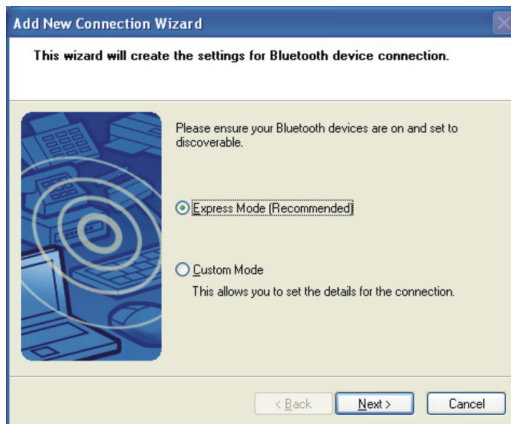 Add New Connection Wizard
This wizard will create the settings for Bluetooth device connection.
Please ensure your Bluetooth devices are on and set to
discoverable.
Express Mode (Recommended)
Custom Mode
This allows you to set the details for the connection.
< Back
Next >
Cancel